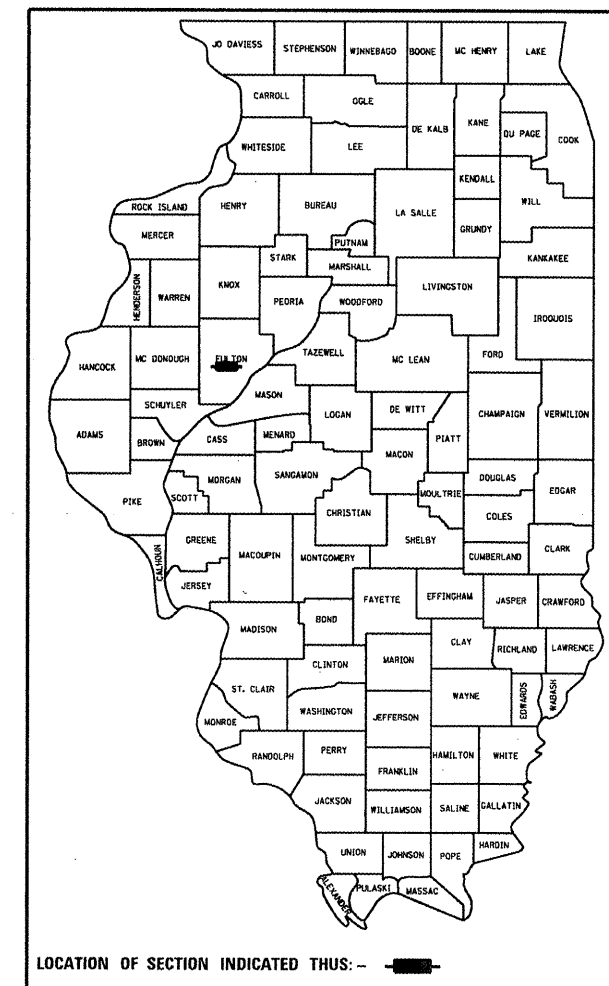 JO DAVIESS
STEPHENSON
WINNEBAGO
BOONE
MC HENRY
LAKE
CARROLL
OGLE
DE KALB
KANE
DU PAGE
COOK
WHITESIDE
LEE
KENDALL
WILL
ROCK ISLAND
HENRY
BUREAU
LA SALLE
GRUNDY
MERCER
PUTNAM
STARK
MARSHALL
KANKAKEE
HENDERSON
WARREN
KNOX
PEORIA
WOODFORD
LIVINGSTON
IROQUOIS
HANCOCK
MC DONOUGH
FULTON
TAZEWELL
MC LEAN
FORD
MASON
SCHUYLER
LOGAN
DE WITT
CHAMPAIGN
VERMILION
ADAMS
BROWN
CASS
MENARD
MACON
PIATT
MORGAN
SANGAMON
DOUGLAS
EDGAR
PIKE
SCOTT
CHRISTIAN
MOULTRIE
COLES
GREENE
MACOUPIN
MONTGOMERY
SHELBY
CUMBERLAND
CLARK
CALHOUN
JERSEY
FAYETTE
EFFINGHAM
JASPER
CRAWFORD
MADISON
BOND
CLAY
RICHLAND
LAWRENCE
CLINTON
MARION
ST. CLAIR
WAYNE
EDWARDS
WABASH
WASHINGTON
JEFFERSON
MONROE
RANDOLPH
PERRY
HAMILTON
WHITE
FRANKLIN
JACKSON
WILLIAMSON
SALINE
GALLATIN
UNION
JOHNSON
POPE
HARDIN
ALEXANDER
PULASKI
MASSAC
LOCATION OF SECTION INDICATED THUS: -